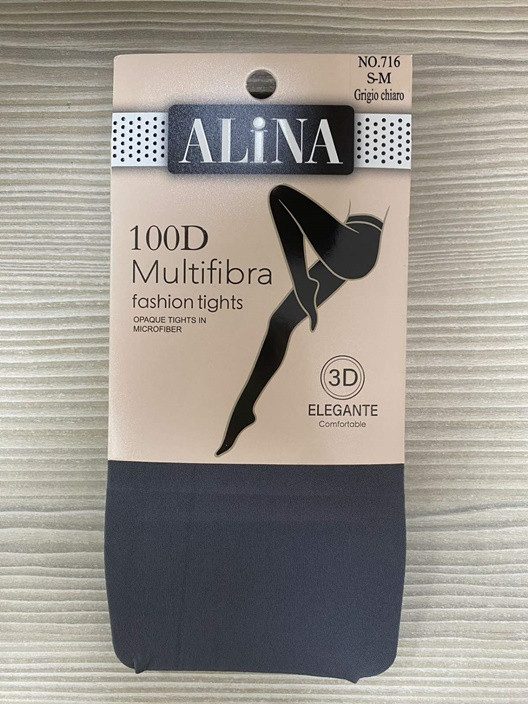 NO.716
S-M
Grigio chiaro
ALiNA
100D
Multifibra
fashion tights
OPAQUE TIGHTS IN
MICROFIBER
3D
ELEGANTE
Comfortable